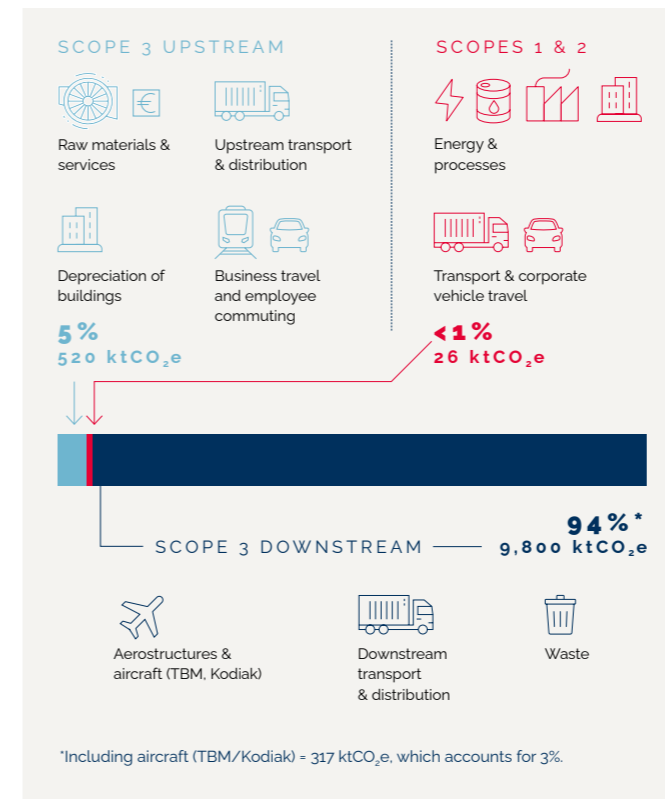 SCOPE 3 UPSTREAM
€
Raw materials &
services
Upstream transport
& distribution
Depreciation of
buildings
Business travel
and employee
commuting
5%
520 ktCO₂e
SCOPES 1 & 2
Energy &
processes
Transport & corporate
vehicle travel
<1%
26 ktCO₂e
94%*
SCOPE 3 DOWNSTREAM
9,800 ktCO₂e
Aerostructures &
aircraft (TBM, Kodiak)
Downstream
transport
& distribution
Waste
*Including aircraft (TBM/Kodiak) = 317 ktCO₂e, which accounts for 3%.